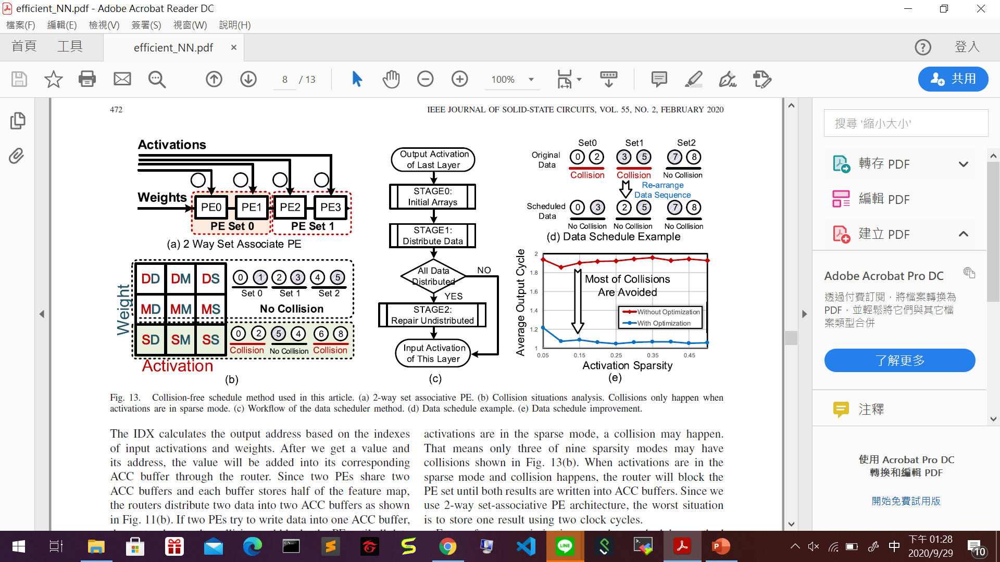 efficient_NN.pdf - Adobe Acrobat Reader DC
檔案(F) 編輯(E) 檢視(V) 簽署(S) 視窗(W) 說明(H)
首頁 工具 efficient_NN.pdf × ? 登入
8 / 13 100% 共用
472 IEEE JOURNAL OF SOLID-STATE CIRCUITS, VOL. 55, NO. 2, FEBRUARY 2020
Activations
Weights
PE0 PE1 PE2 PE3
PE Set 0 PE Set 1
(a) 2 Way Set Associate PE
Weight
DD DM DS
MD MM MS
SD SM SS
0 1 2 3 4 5
Set 0 Set 1 Set 2
No Collision
0 2 5 4 6 8
Collision No Collision Collision
Activation
(b)
Output Activation
of Last Layer
STAGE0:
Initial Arrays
STAGE1:
Distribute Data
All Data
Distributed
NO
YES
STAGE2:
Repair Undistributed
Input Activation
of This Layer
(c)
Set0 Set1 Set2
Original
Data
0 2 3 5 7 8
Collision Collision No Collision
Re-arrange
Data Sequence
Scheduled
Data
0 3 2 5 7 8
No Collision No Collision No Collision
(d) Data Schedule Example
Average Output Cycle
2
1.8
1.6
1.4
1.2
1
Most of Collisions
Are Avoided
Without Optimization
With Optimization
0.05 0.15 0.25 0.35 0.45
Activation Sparsity
(e)
Fig. 13. Collision-free schedule method used in this article. (a) 2-way set associative PE. (b) Collision situations analysis. Collisions only happen when
activations are in sparse mode. (c) Workflow of the data scheduler method. (d) Data schedule example. (e) Data schedule improvement.
The IDX calculates the output address based on the indexes
of input activations and weights. After we get a value and
its address, the value will be added into its corresponding
ACC buffer through the router. Since two PEs share two
ACC buffers and each buffer stores half of the feature map,
the routers distribute two data into two ACC buffers as shown
in Fig. 11(b). If two PEs try to write data into one ACC buffer,
activations are in the sparse mode, a collision may happen.
That means only three of nine sparsity modes may have
collisions shown in Fig. 13(b). When activations are in the
sparse mode and collision happens, the router will block the
PE set until both results are written into ACC buffers. Since we
use 2-way set-associative PE architecture, the worst situation
is to store one result using two clock cycles.
搜尋 '縮小大小'
轉存 PDF
編輯 PDF
建立 PDF
Adobe Acrobat Pro DC
透過付費訂閱，將檔案轉換為
PDF，並輕鬆將它們與其它檔
案類型合併
了解更多
注釋
使用 Acrobat Pro DC
轉換和編輯 PDF
開始免費試用版
LINE
中
下午 01:28
2020/9/29
10